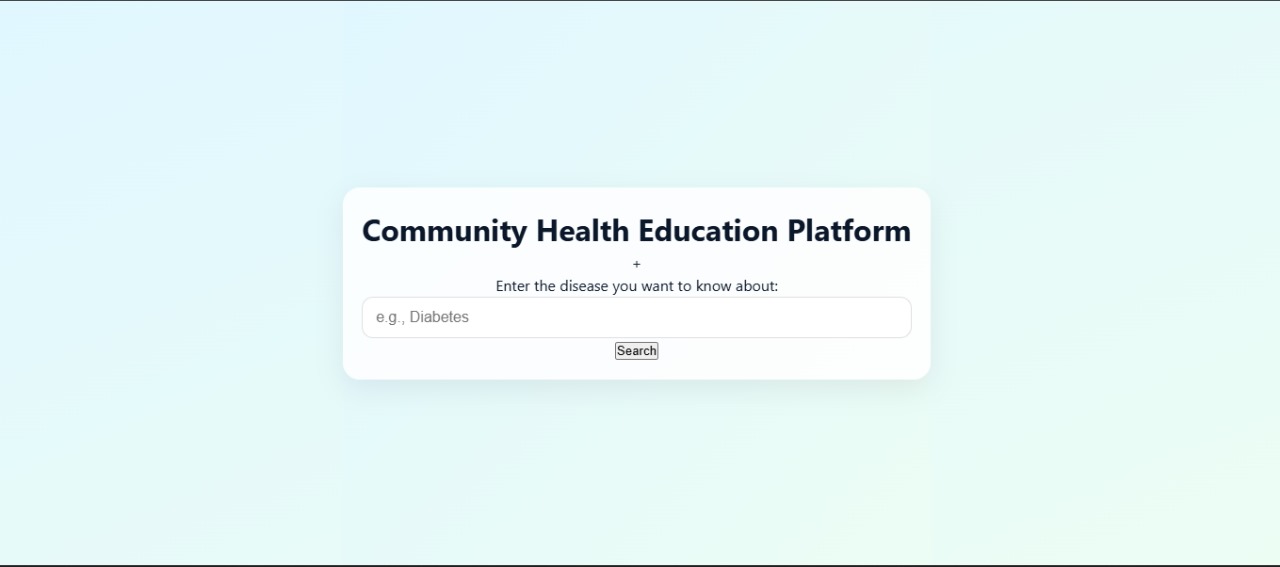 Community Health Education Platform
+
Enter the disease you want to know about:
e.g., Diabetes
Search